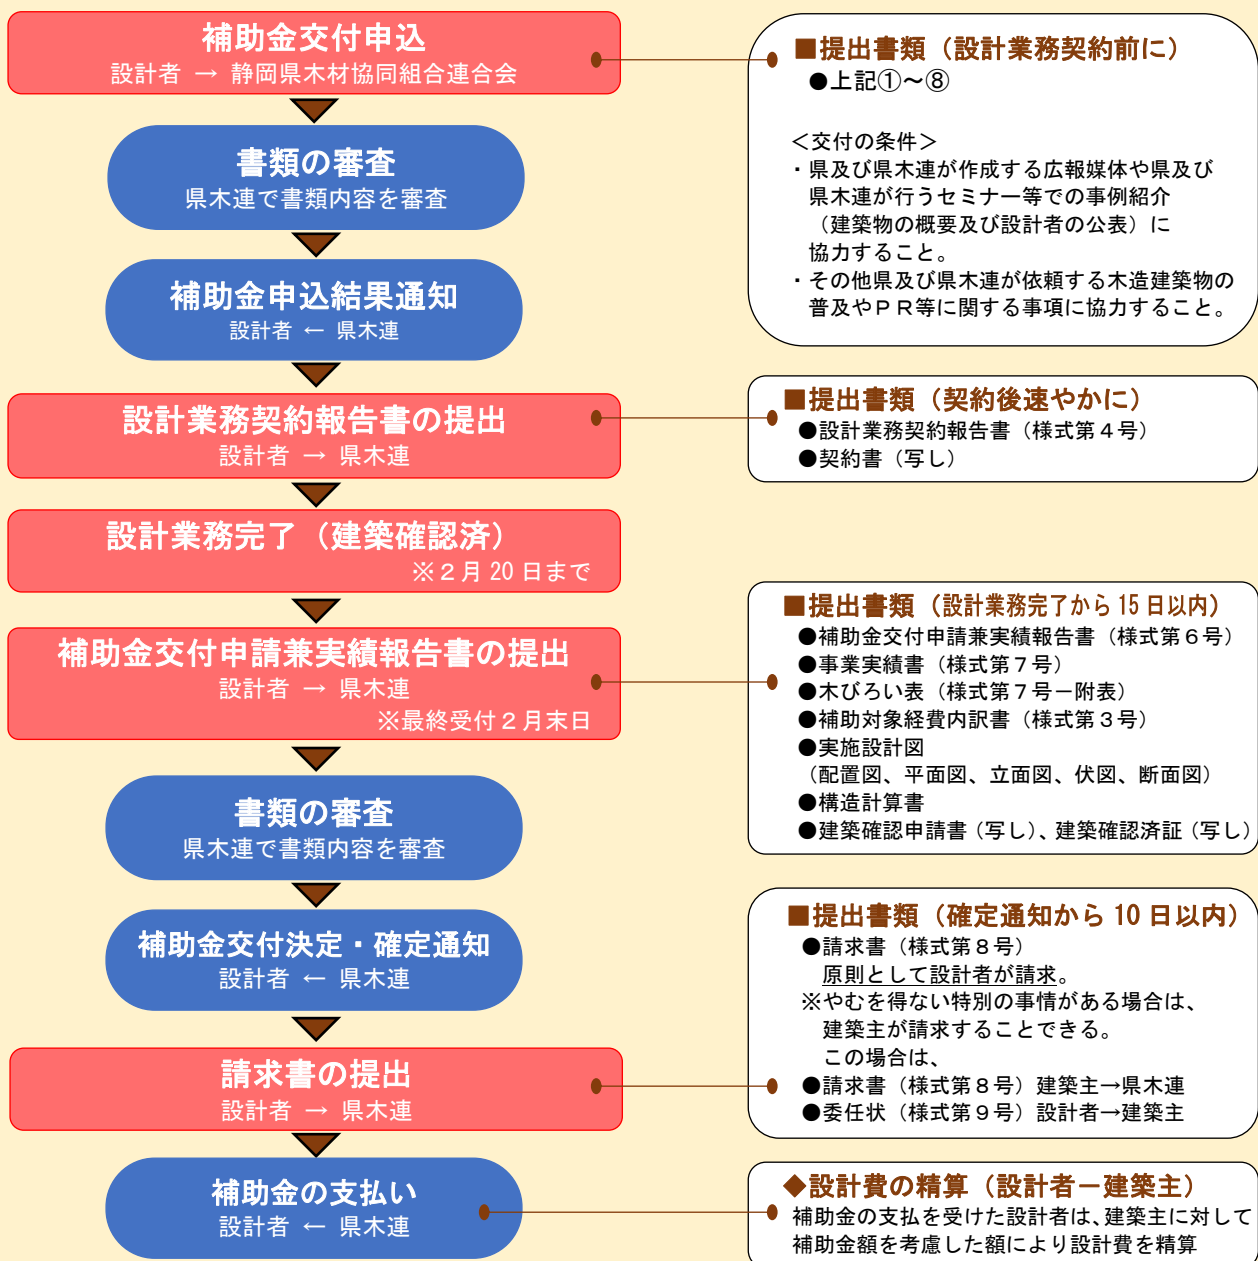 補助金交付申込
設計者 → 静岡県木材協同組合連合会
書類の審査
県木連で書類内容を審査
補助金申込結果通知
設計者 ← 県木連
設計業務契約報告書の提出
設計者 → 県木連
設計業務完了（建築確認済）
※２月 20 日まで
補助金交付申請兼実績報告書の提出
設計者 → 県木連
※最終受付２月末日
書類の審査
県木連で書類内容を審査
補助金交付決定・確定通知
設計者 ← 県木連
請求書の提出
設計者 → 県木連
補助金の支払い
設計者 ← 県木連
■提出書類（設計業務契約前に）
●上記①～⑧
＜交付の条件＞
・県及び県木連が作成する広報媒体や県及び
県木連が行うセミナー等での事例紹介
（建築物の概要及び設計者の公表）に
協力すること。
・その他県及び県木連が依頼する木造建築物の
普及やＰＲ等に関する事項に協力すること。
■提出書類（契約後速やかに）
●設計業務契約報告書（様式第４号）
●契約書（写し）
■提出書類（設計業務完了から 15 日以内）
●補助金交付申請兼実績報告書（様式第６号）
●事業実績書（様式第７号）
●木びろい表（様式第７号－附表）
●補助対象経費内訳書（様式第３号）
●実施設計図
（配置図、平面図、立面図、伏図、断面図）
●構造計算書
●建築確認申請書（写し）、建築確認済証（写し）
■提出書類（確定通知から 10 日以内）
●請求書（様式第８号）
原則として設計者が請求。
※やむを得ない特別の事情がある場合は、
建築主が請求することできる。
この場合は、
●請求書（様式第８号）建築主→県木連
●委任状（様式第９号）設計者→建築主
◆設計費の精算（設計者－建築主）
補助金の支払を受けた設計者は、建築主に対して
補助金額を考慮した額により設計費を精算